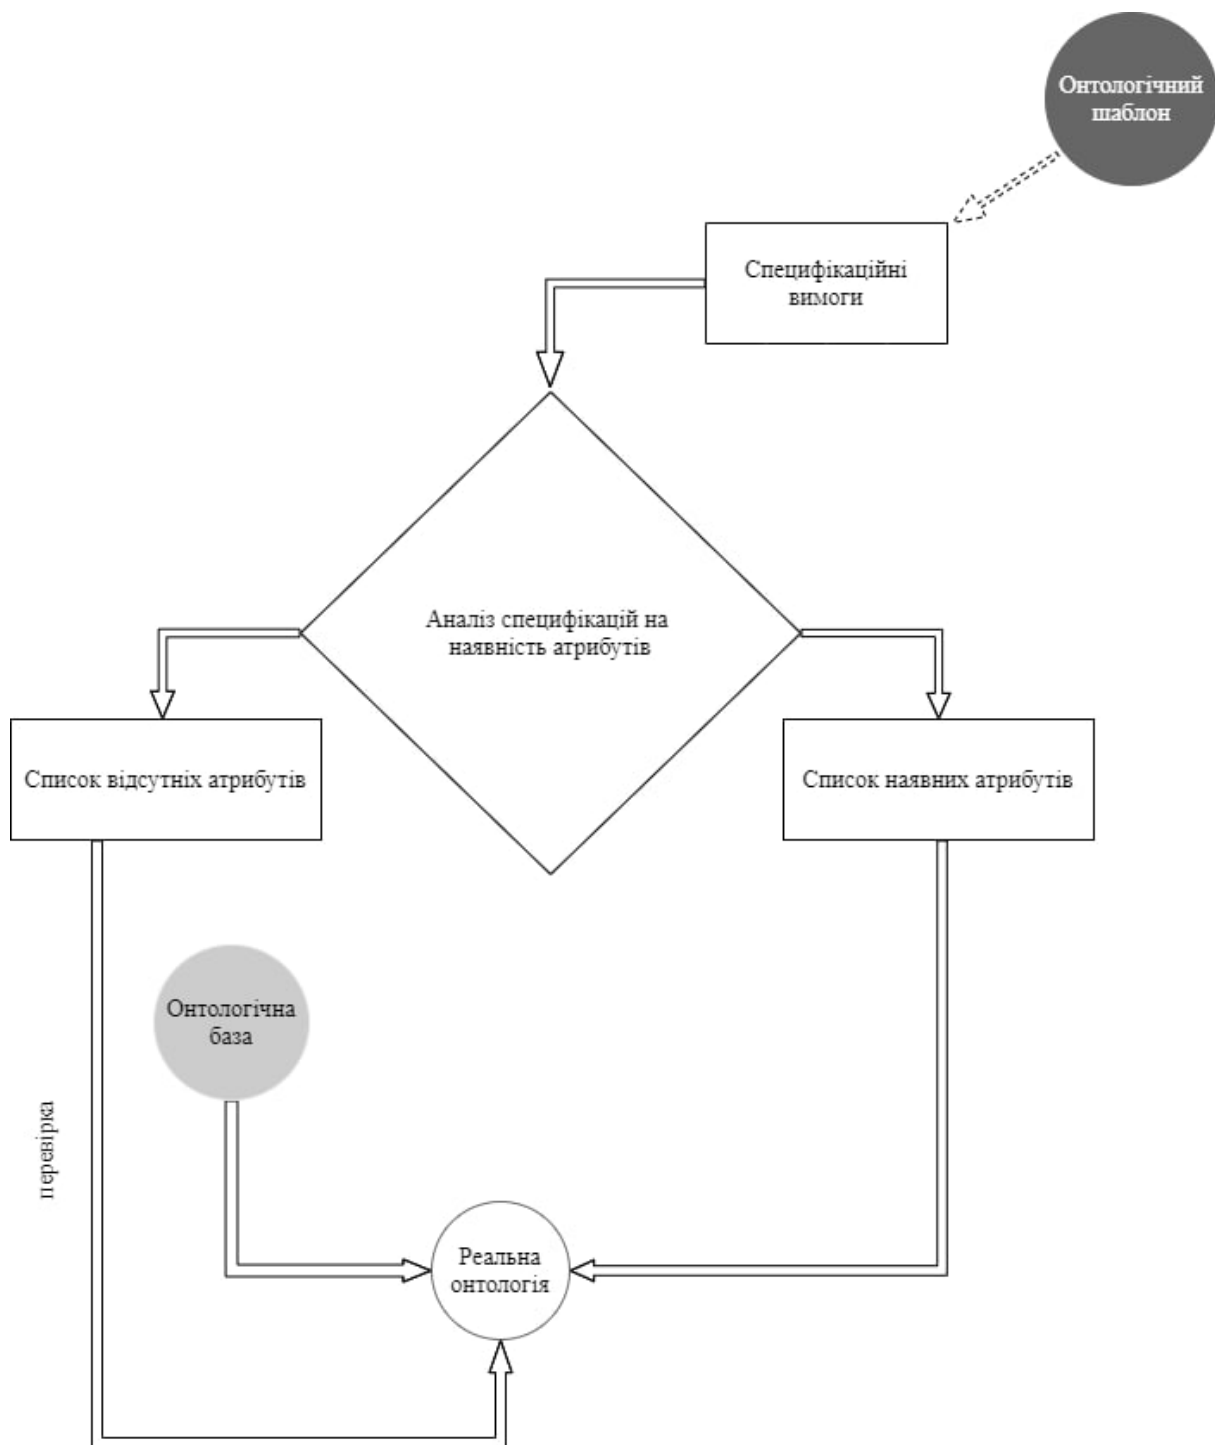 Онтологічний
шаблон
Специфікаційні
вимоги
Аналіз специфікацій на
наявність атрибутів
Список відсутніх атрибутів
Список наявних атрибутів
Онтологічна
база
перевірка
Реальна
онтологія